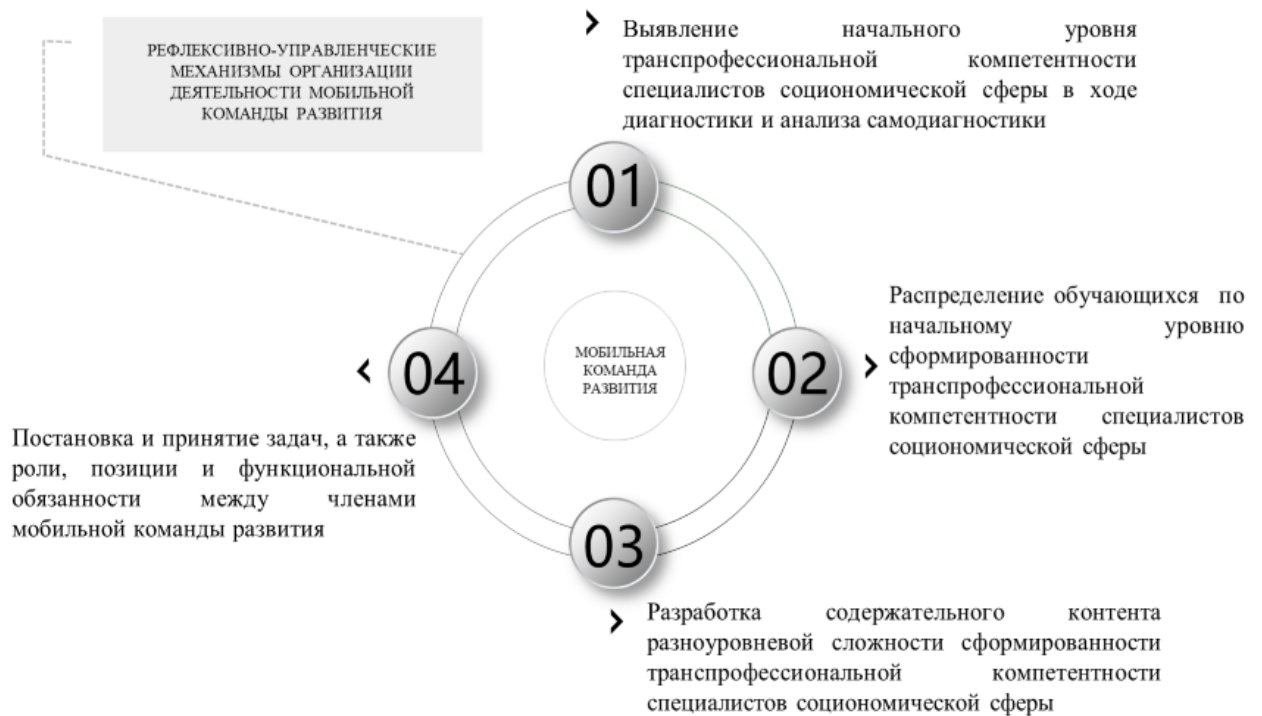 РЕФЛЕКСИВНО-УПРАВЛЕНЧЕСКИЕ
МЕХАНИЗМЫ ОРГАНИЗАЦИИ
ДЕЯТЕЛЬНОСТИ МОБИЛЬНОЙ
КОМАНДЫ РАЗВИТИЯ
Выявление начального уровня
транспрофессиональной компетентности
специалистов социономической сферы в ходе
диагностики и анализа самодиагностики
01
Распределение обучающихся по
начальному уровню
сформированности
транспрофессиональной
компетентности специалистов
социономической сферы
02
МОБИЛЬНАЯ
КОМАНДА
РАЗВИТИЯ
04
Постановка и принятие задач, а также
роли, позиции и функциональной
обязанности между членами
мобильной команды развития
03
Разработка содержательного контента
разноуровневой сложности сформированности
транспрофессиональной компетентности
специалистов социономической сферы